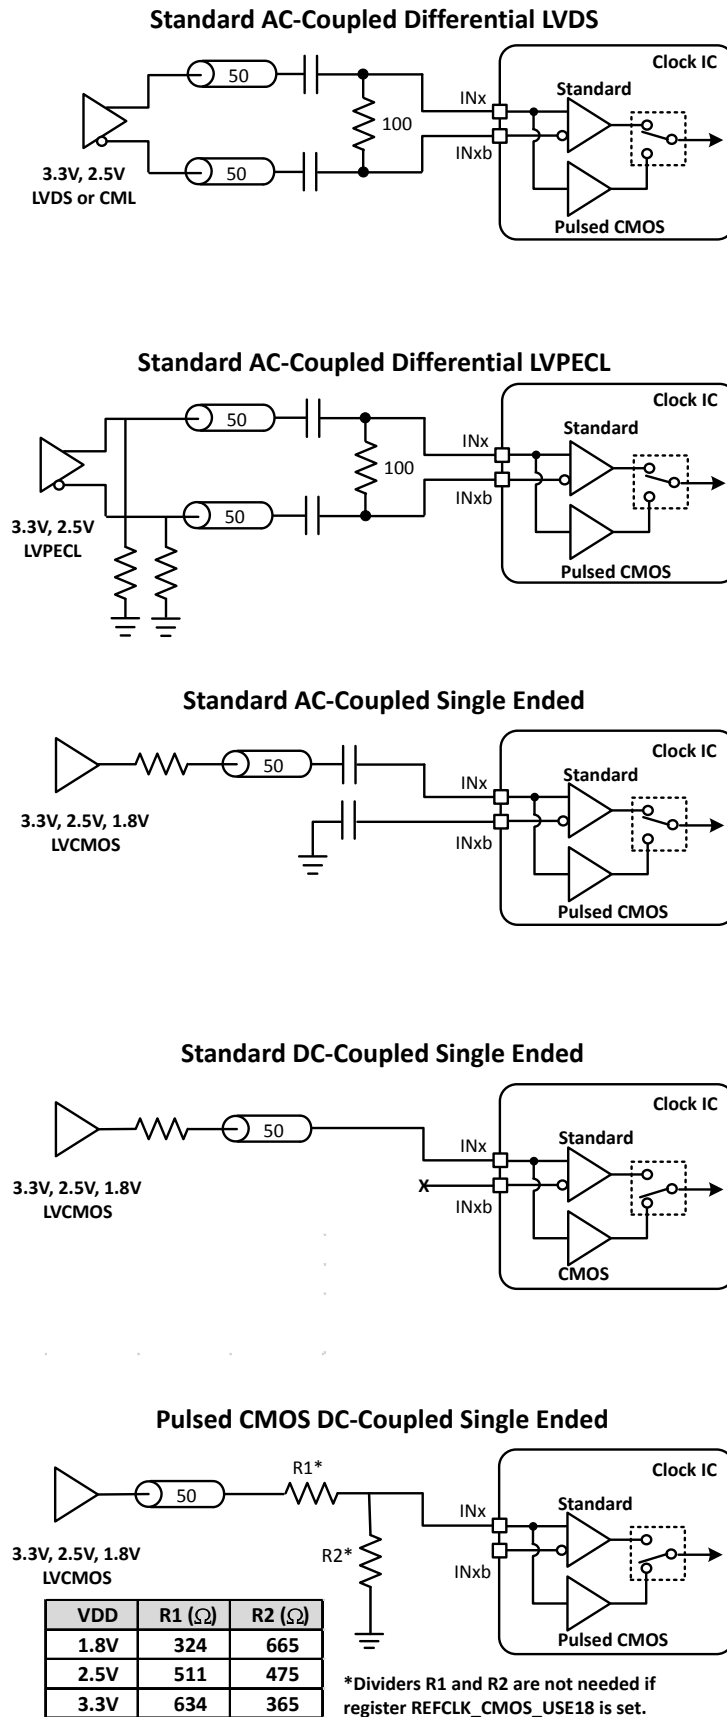 Standard AC-Coupled Differential LVDS
Clock IC
50
Standard
INx
100
INxb
50
3.3V, 2.5V
LVDS or CML
Pulsed CMOS
Standard AC-Coupled Differential LVPECL
Clock IC
50
Standard
INx
100
INxb
50
3.3V, 2.5V
LVPECL
Pulsed CMOS
Standard AC-Coupled Single Ended
Clock IC
50
Standard
INx
3.3V, 2.5V, 1.8V
LVCMOS
INxb
Pulsed CMOS
Standard DC-Coupled Single Ended
Clock IC
50
Standard
INx
3.3V, 2.5V, 1.8V
LVCMOS
X
INxb
CMOS
Pulsed CMOS DC-Coupled Single Ended
Clock IC
R1*
50
Standard
INx
3.3V, 2.5V, 1.8V
LVCMOS
R2*
INxb
Pulsed CMOS
VDD R1 (Ω) R2 (Ω)
1.8V 324 665
2.5V 511 475
3.3V 634 365
*Dividers R1 and R2 are not needed if
register REFCLK_CMOS_USE18 is set.